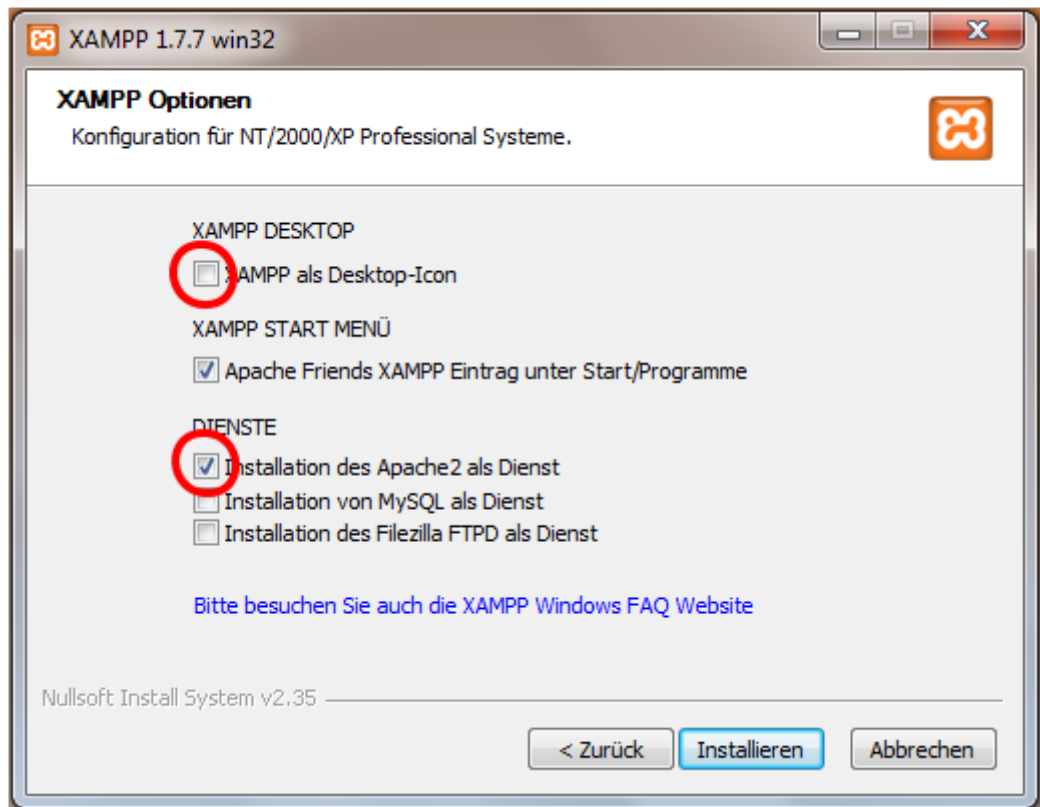 XAMPP 1.7.7 win32
XAMPP Optionen
Konfiguration für NT/2000/XP Professional Systeme.
XAMPP DESKTOP
XAMPP als Desktop-Icon
XAMPP START MENÜ
Apache Friends XAMPP Eintrag unter Start/Programme
DIENSTE
Installation des Apache2 als Dienst
Installation von MySQL als Dienst
Installation des Filezilla FTPD als Dienst
Bitte besuchen Sie auch die XAMPP Windows FAQ Website
Nullsoft Install System v2.35
< Zurück Installieren Abbrechen